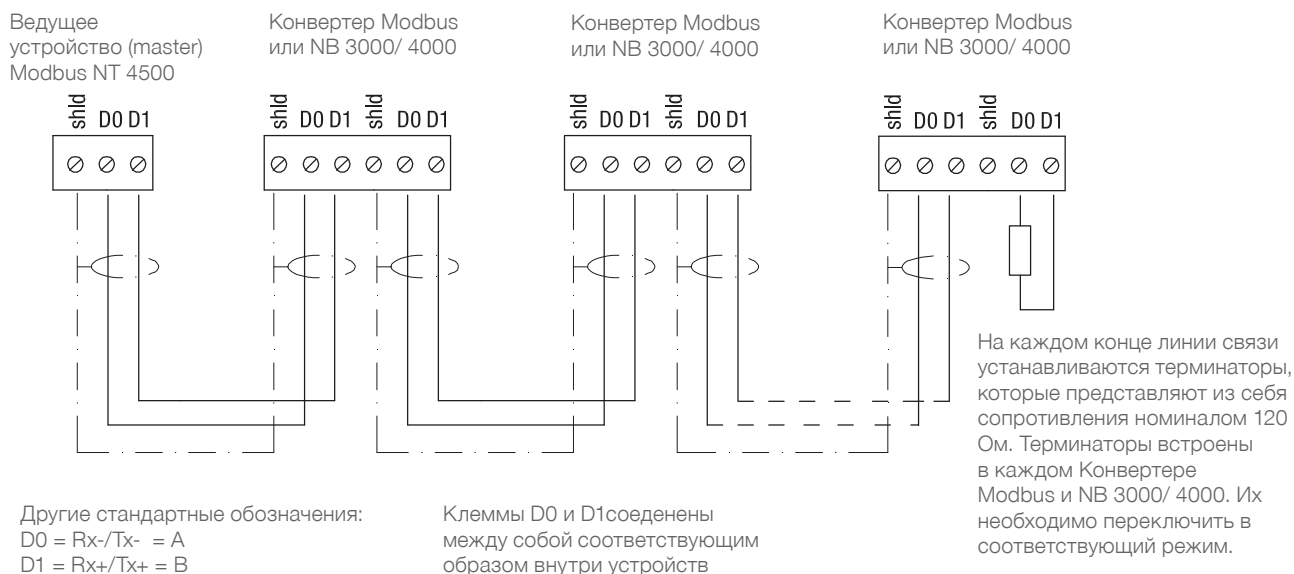 Ведущее
устройство (master)
Modbus NT 4500
Конвертер Modbus
или NB 3000/ 4000
Конвертер Modbus
или NB 3000/ 4000
Конвертер Modbus
или NB 3000/ 4000
shld D0 D1
shld D0 D1 shld D0 D1
shld D0 D1 shld D0 D1
shld D0 D1 shld D0 D1
На каждом конце линии связи
устанавливаются терминаторы,
которые представляют из себя
сопротивления номиналом 120
Ом. Терминаторы встроены
в каждом Конвертере
Modbus и NB 3000/ 4000. Их
необходимо переключить в
соответствующий режим.
Другие стандартные обозначения:
D0 = Rx-/Tx- = A
D1 = Rx+/Tx+ = B
Клеммы D0 и D1соеденены
между собой соответствующим
образом внутри устройств